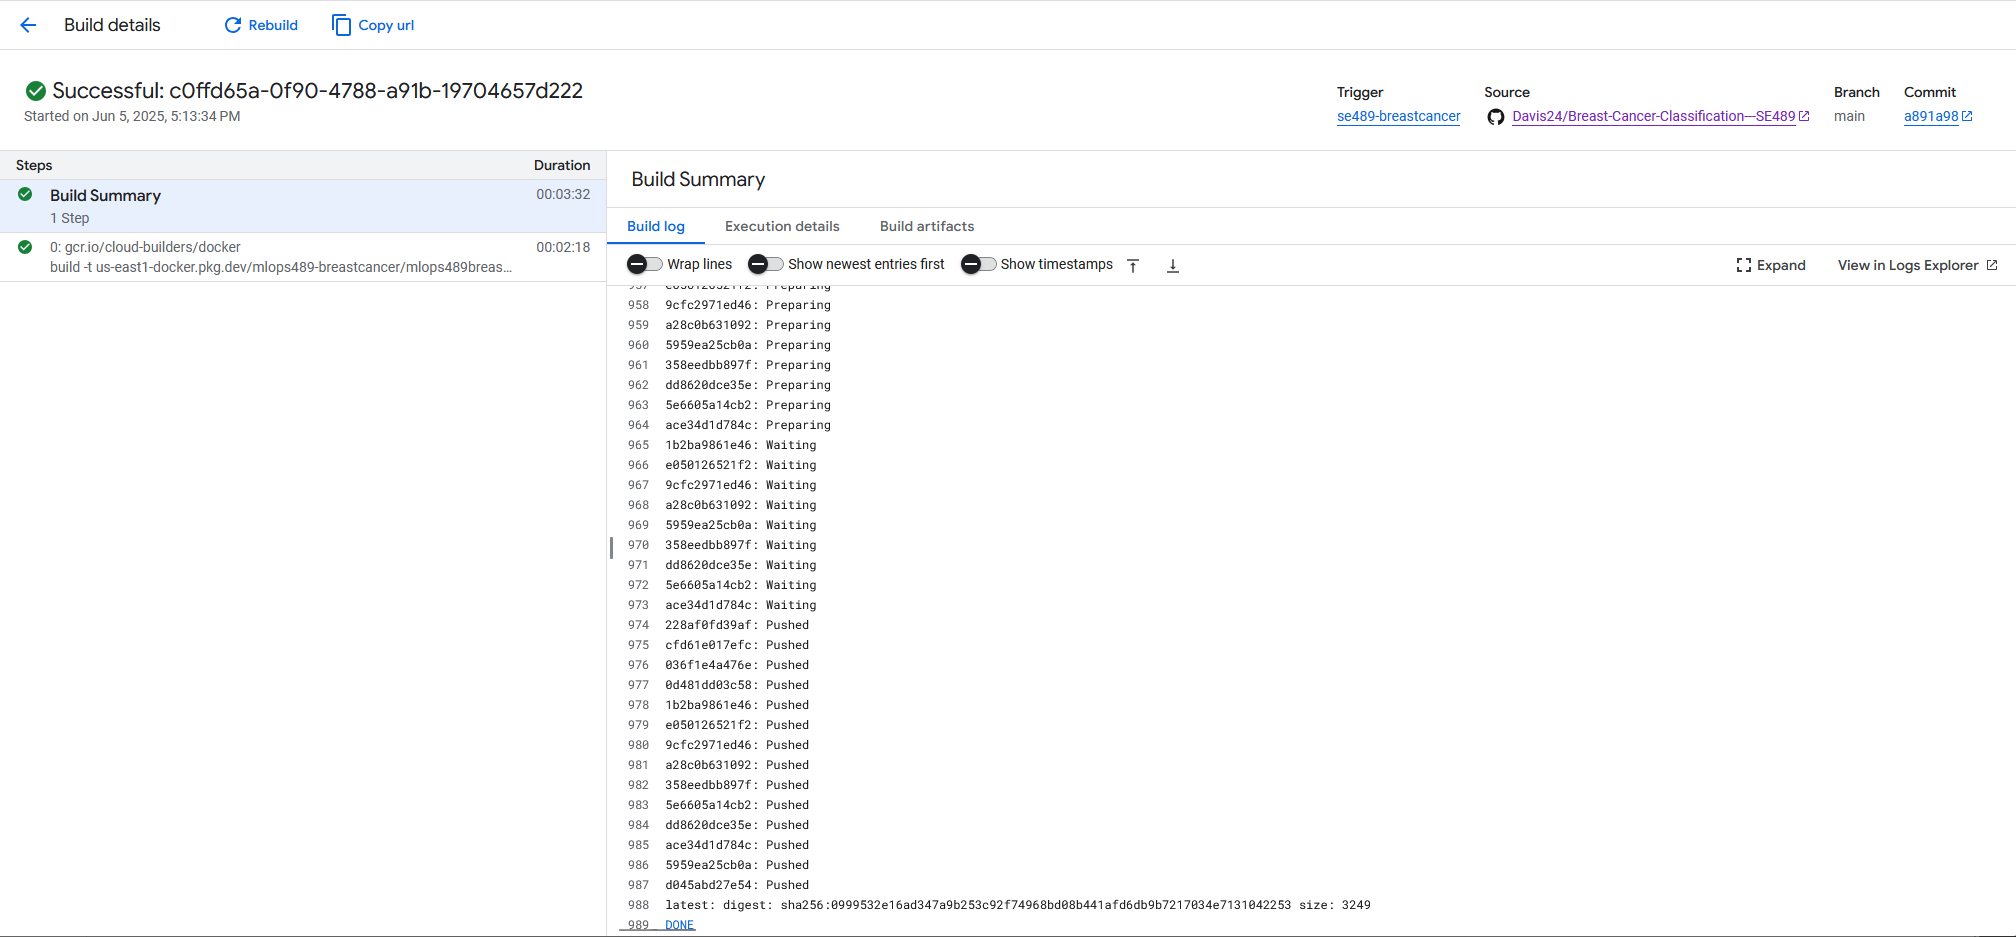 Build details
Rebuild
Copy url
Successful: c0ffd65a-0f90-4788-a91b-19704657d222
Started on Jun 5, 2025, 5:13:34 PM
Trigger
se489-breastcancer
Source
Davis24/Breast-Cancer-Classification---SE489
Branch
main
Commit
a891a98
Steps Duration
Build Summary 00:03:32
1 Step
0: gcr.io/cloud-builders/docker 00:02:18
build -t us-east1-docker.pkg.dev/mlops489-breastcancer/mlops489breas...
Build Summary
Build log Execution details Build artifacts
Wrap lines Show newest entries first Show timestamps Expand View in Logs Explorer
957 e050126521f2: Preparing
958 9cfc2971ed46: Preparing
959 a28c0b631092: Preparing
960 5959ea25cb0a: Preparing
961 358eedbb897f: Preparing
962 dd8620dce35e: Preparing
963 5e6605a14cb2: Preparing
964 ace34d1d784c: Preparing
965 1b2ba9861e46: Waiting
966 e050126521f2: Waiting
967 9cfc2971ed46: Waiting
968 a28c0b631092: Waiting
969 5959ea25cb0a: Waiting
970 358eedbb897f: Waiting
971 dd8620dce35e: Waiting
972 5e6605a14cb2: Waiting
973 ace34d1d784c: Waiting
974 228af0fd39af: Pushed
975 cfd61e017efc: Pushed
976 036f1e4a476e: Pushed
977 0d481dd03c58: Pushed
978 1b2ba9861e46: Pushed
979 e050126521f2: Pushed
980 9cfc2971ed46: Pushed
981 a28c0b631092: Pushed
982 358eedbb897f: Pushed
983 5e6605a14cb2: Pushed
984 dd8620dce35e: Pushed
985 ace34d1d784c: Pushed
986 5959ea25cb0a: Pushed
987 d045abd27e54: Pushed
988 latest: digest: sha256:0999532e16ad347a9b253c92f74968bd08b441afd6db9b7217034e7131042253 size: 3249
989 DONE